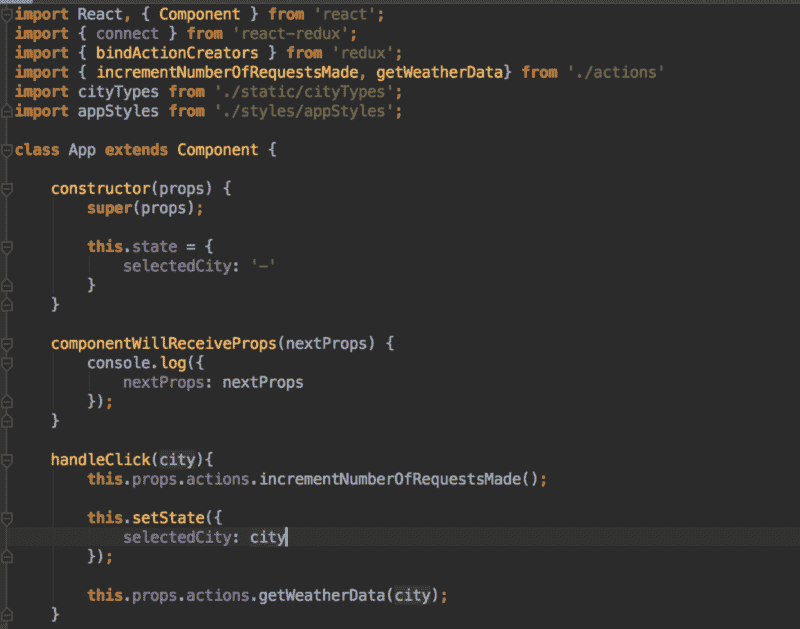 import React, { Component } from 'react';
import { connect } from 'react-redux';
import { bindActionCreators } from 'redux';
import { incrementNumberOfRequestsMade, getWeatherData} from './actions'
import cityTypes from './static/cityTypes';
import appStyles from './styles/appStyles';
class App extends Component {
constructor(props) {
super(props);
this.state = {
selectedCity: '-'
}
}
componentWillReceiveProps(nextProps) {
console.log({
nextProps: nextProps
});
}
handleClick(city){
this.props.actions.incrementNumberOfRequestsMade();
this.setState({
selectedCity: city
});
this.props.actions.getWeatherData(city);
}